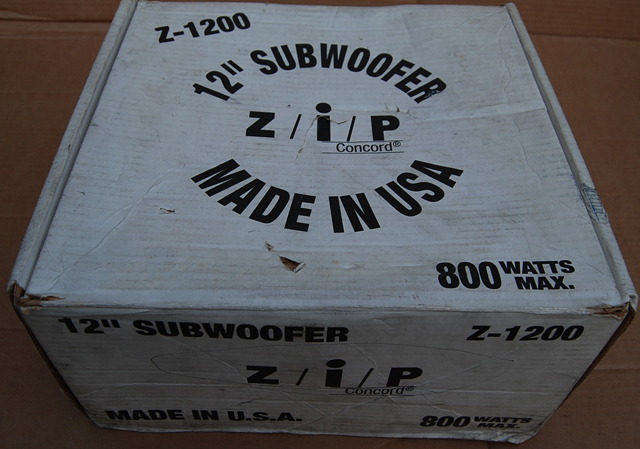 Z-1200
12" SUBWOOFER
Z/i/P
Concord®
MADE IN USA
800 WATTS
MAX.
12" SUBWOOFER
Z-1200
Z/i/P
Concord®
MADE IN U.S.A.
800 WATTS
MAX.